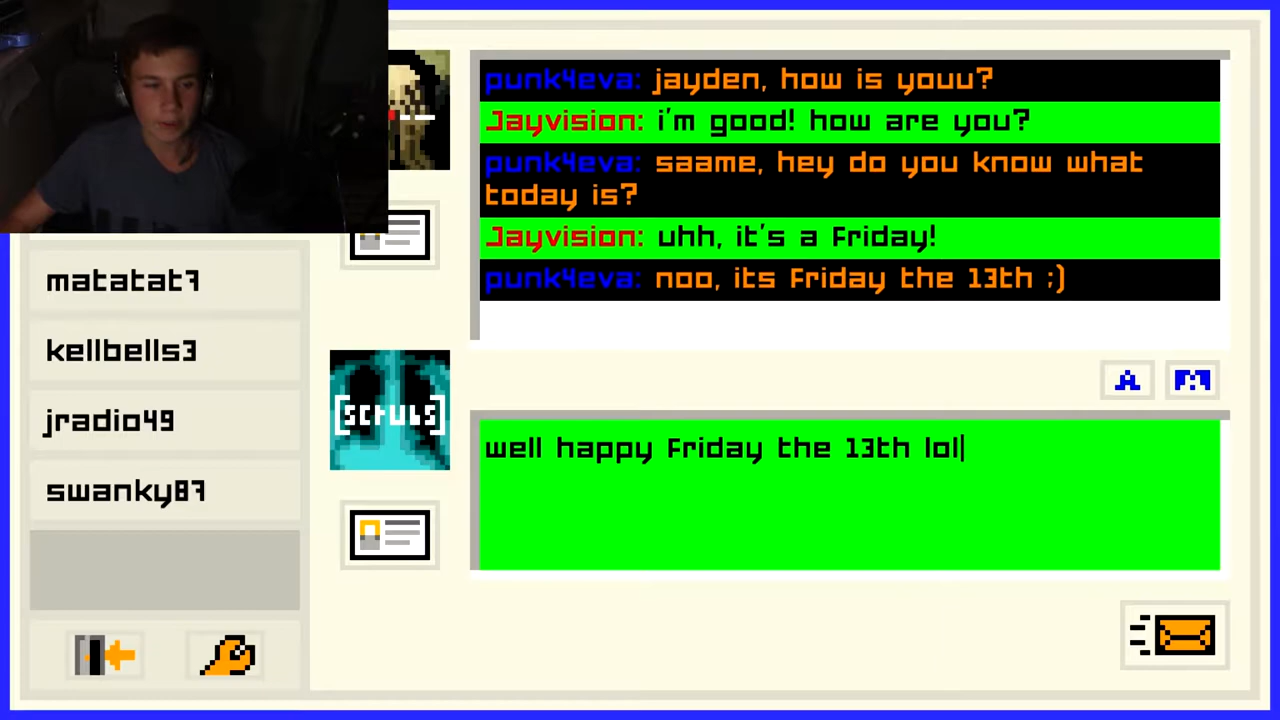 punk4eva: jayden, how is youu?
Jayvision: i'm good! how are you?
punk4eva: saame, hey do you know what
today is?
Jayvision: uhh, it's a Friday!
punk4eva: noo, its Friday the 13th ;)
matatat7
kellbells3
jradio49
swanky87
[scrubs]
A
well happy Friday the 13th lol